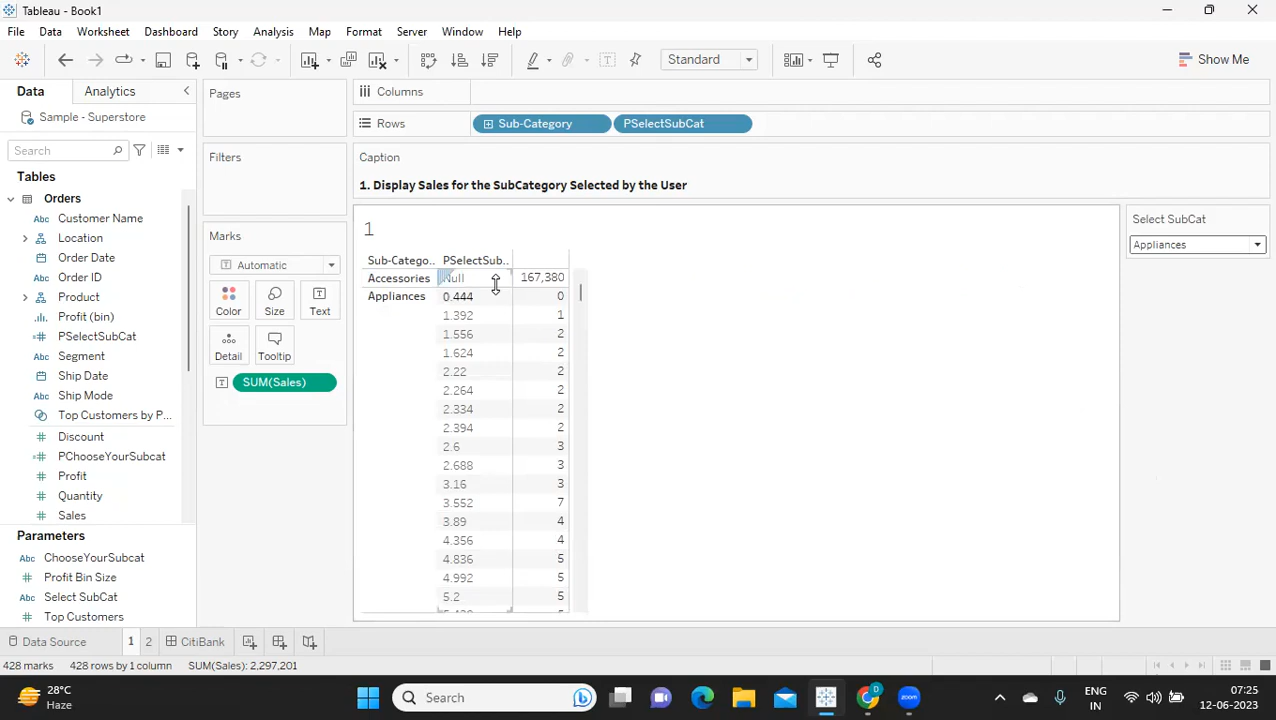 Tableau - Book1
File Data Worksheet Dashboard Story Analysis Map Format Server Window Help
Standard
Show Me
Data Analytics
Pages
Columns
Sample - Superstore
Rows
Sub-Category PSelectSubCat
Search
Filters
Caption
Tables
1. Display Sales for the SubCategory Selected by the User
Orders
Abc Customer Name
Location
Abc Order Date
Abc Order ID
Product
Abc Profit (bin)
PSelectSubCat
Abc Segment
Ship Date
Abc Ship Mode
Top Customers by P...
Discount
PChooseYourSubcat
Profit
Quantity
Sales
Parameters
Abc ChooseYourSubcat
Profit Bin Size
Abc Select SubCat
Top Customers
Marks
Automatic
Color Size Text
Detail Tooltip
SUM(Sales)
1
Select SubCat
Appliances
Sub-Catego.. PSelectSub..
Accessories Null 167,380
Appliances 0.444 0
1.392 1
1.556 2
1.624 2
2.22 2
2.264 2
2.334 2
2.394 2
2.6 3
2.688 3
3.16 3
3.552 7
3.89 4
4.356 4
4.836 5
4.992 5
5.2 5
Data Source 1 2 CitiBank
428 marks 428 rows by 1 column SUM(Sales): 2,297,201
28°C
Haze
Search
ENG
IN
07:25
12-06-2023